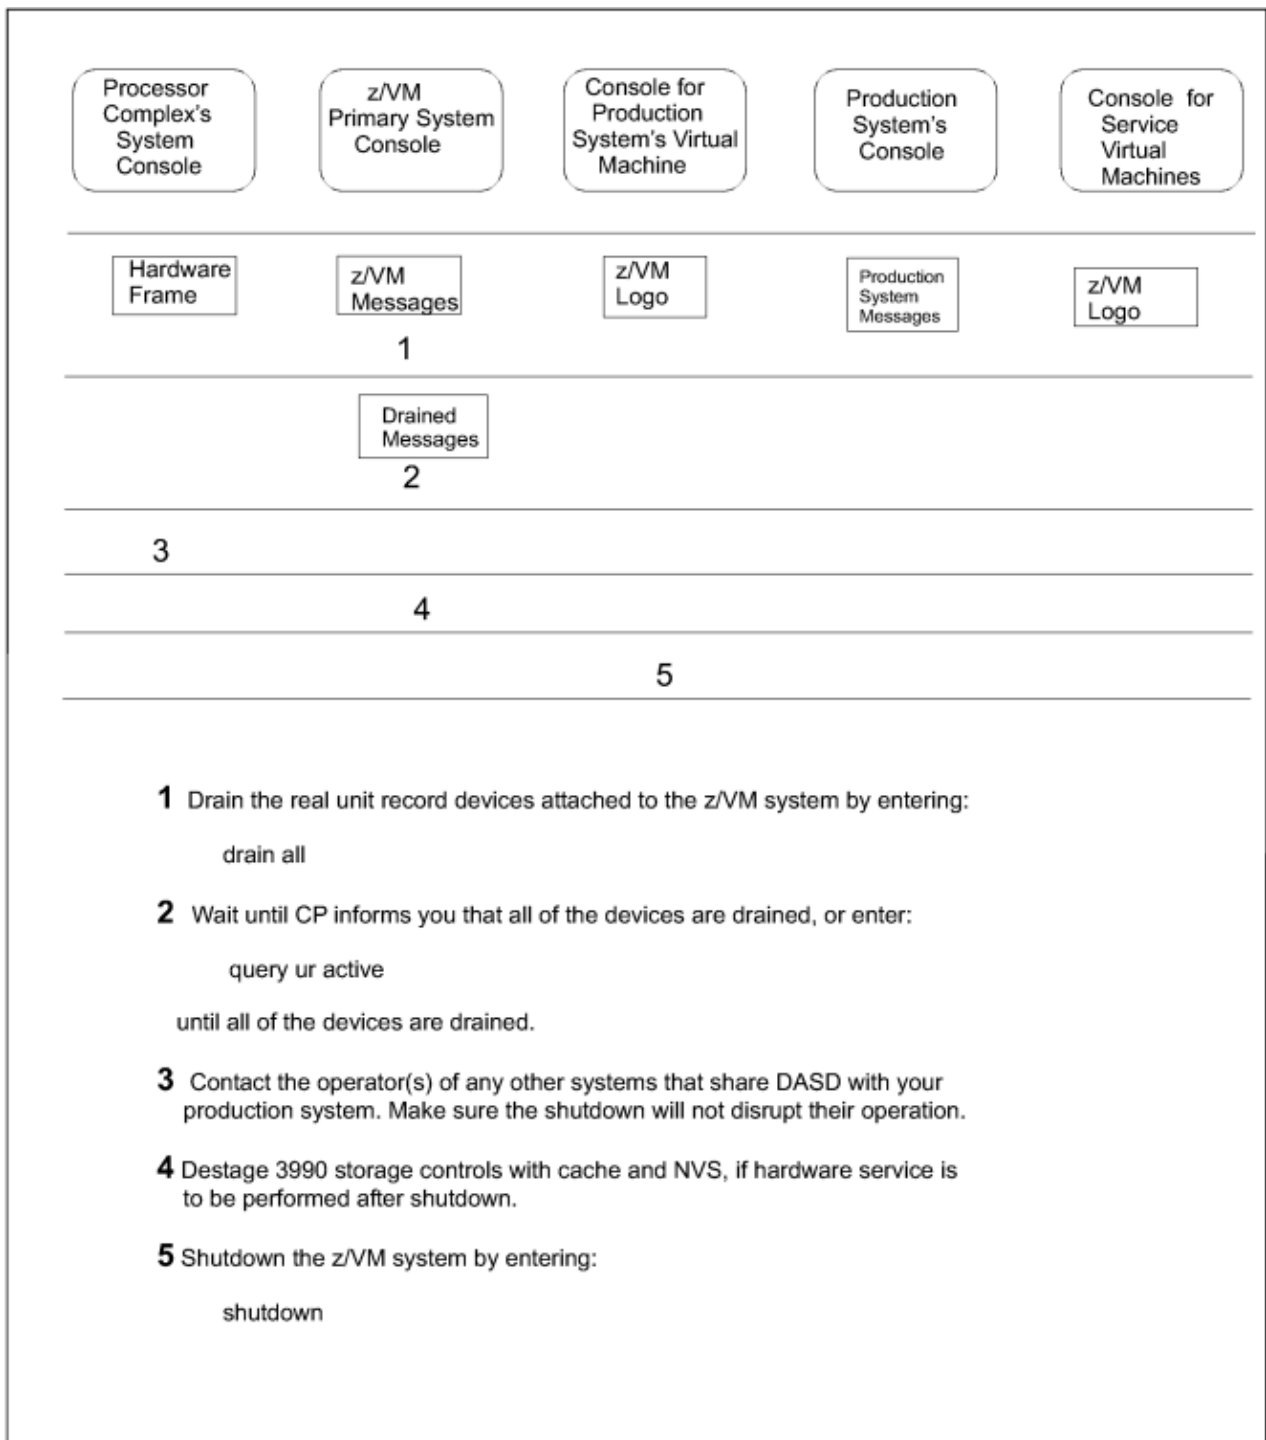 Processor
Complex's
System
Console
z/VM
Primary System
Console
Console for
Production
System's Virtual
Machine
Production
System's
Console
Console for
Service
Virtual
Machines
Hardware
Frame
z/VM
Messages
z/VM
Logo
Production
System
Messages
z/VM
Logo
1
Drained
Messages
2
3
4
5
1 Drain the real unit record devices attached to the z/VM system by entering:
drain all
2 Wait until CP informs you that all of the devices are drained, or enter:
query ur active
until all of the devices are drained.
3 Contact the operator(s) of any other systems that share DASD with your
production system. Make sure the shutdown will not disrupt their operation.
4 Destage 3990 storage controls with cache and NVS, if hardware service is
to be performed after shutdown.
5 Shutdown the z/VM system by entering:
shutdown